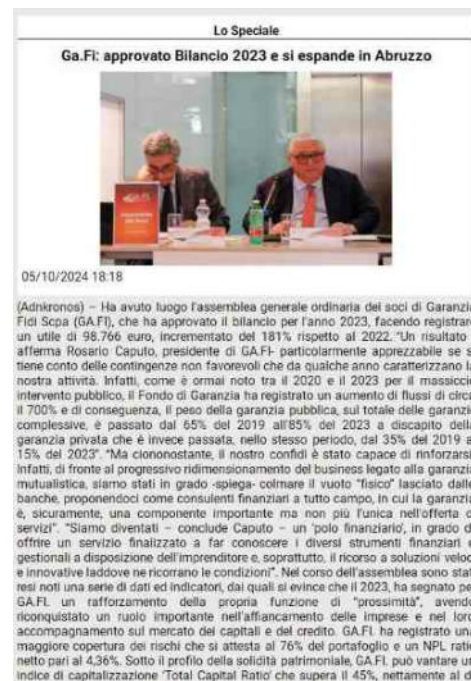 Lo Speciale
Ga.Fi: approvato Bilancio 2023 e si espande in Abruzzo
05/10/2024 18:18
(Adnkronos) – Ha avuto luogo l'assemblea generale ordinaria dei soci di Garanzia
Fidi Scpa (GA.FI), che ha approvato il bilancio per l'anno 2023, facendo registrare
un utile di 98.766 euro, incrementato del 181% rispetto al 2022. "Un risultato -
afferma Rosario Caputo, presidente di GA.FI- particolarmente apprezzabile se si
tiene conto delle contingenze non favorevoli che da qualche anno caratterizzano la
nostra attività. Infatti, come è ormai noto tra il 2020 e il 2023 per il massiccio
intervento pubblico, il Fondo di Garanzia ha registrato un aumento di flussi di circa
il 700% e di conseguenza, il peso della garanzia pubblica, sul totale delle garanzie
complessive, è passato dal 65% del 2019 all'85% del 2023 a discapito della
garanzia privata che è invece passata, nello stesso periodo, dal 35% del 2019 al
15% del 2023". "Ma ciononostante, il nostro confidi è stato capace di rinforzarsi.
Infatti, di fronte al progressivo ridimensionamento del business legato alla garanzia
mutualistica, siamo stati in grado -spiega- colmare il vuoto "fisico" lasciato dalle
banche, proponendoci come consulenti finanziari a tutto campo, in cui la garanzia
è, sicuramente, una componente importante ma non più l'unica nell'offerta di
servizi". "Siamo diventati – conclude Caputo – un 'polo finanziario', in grado di
offrire un servizio finalizzato a far conoscere i diversi strumenti finanziari e
gestionali a disposizione dell'imprenditore e, soprattutto, il ricorso a soluzioni veloci
e innovative laddove ne ricorrano le condizioni". Nel corso dell'assemblea sono stati
resi noti una serie di dati ed indicatori, dai quali si evince che il 2023, ha segnato per
GA.FI. un rafforzamento della propria funzione di "prossimità", avendo
riconquistato un ruolo importante nell'affiancamento delle imprese e nel loro
accompagnamento sul mercato dei capitali e del credito. GA.FI. ha registrato una
maggiore copertura dei rischi che si attesta al 76% del portafoglio e un NPL ratio
netto pari al 4,36%. Sotto il profilo della solidità patrimoniale, GA.FI. può vantare un
indice di capitalizzazione 'Total Capital Ratio' che supera il 45%, nettamente al di